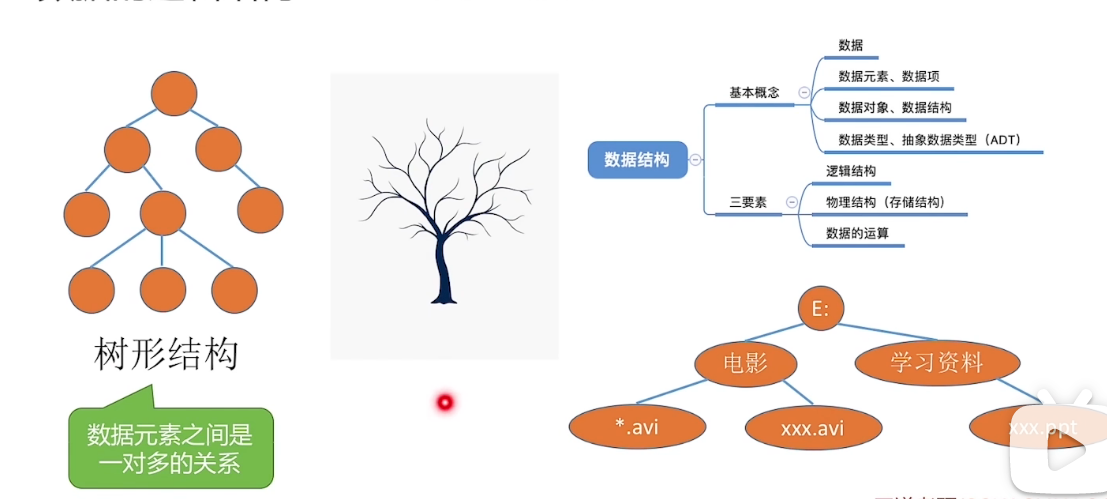 树形结构
数据元素之间是
一对多的关系
数据结构
基本概念
数据
数据元素、数据项
数据对象、数据结构
数据类型、抽象数据类型（ADT）
三要素
逻辑结构
物理结构（存储结构）
数据的运算
E:
电影
学习资料
*.avi
xxx.avi
xxx.ppt